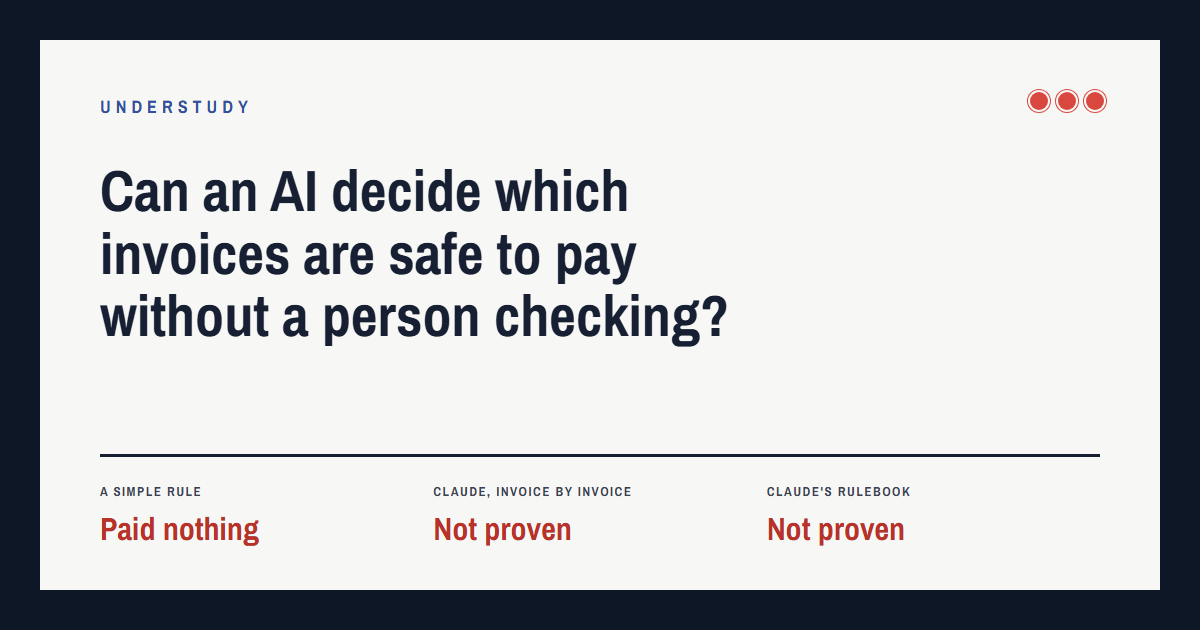 UNDERSTUDY
Can an AI decide which
invoices are safe to pay
without a person checking?
A SIMPLE RULE
Paid nothing
CLAUDE, INVOICE BY INVOICE
Not proven
CLAUDE'S RULEBOOK
Not proven